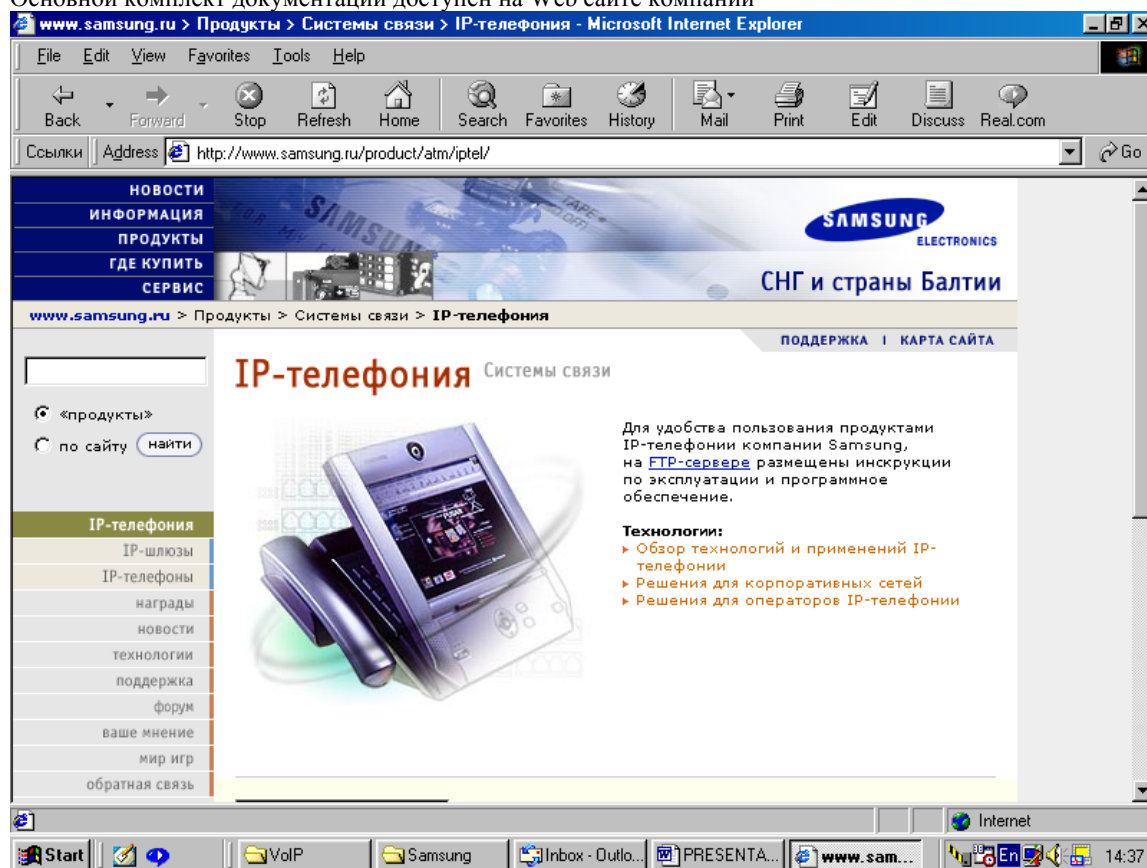 Основной комплект документации доступен на Web сайте компании
www.samsung.ru > Продукты > Системы связи > IP-телефония - Microsoft Internet Explorer
File Edit View Favorites Tools Help
Back Forward Stop Refresh Home Search Favorites History Mail Print Edit Discuss Real.com
Ссылки Address http://www.samsung.ru/product/atm/iptel/ Go
НОВОСТИ
ИНФОРМАЦИЯ
ПРОДУКТЫ
ГДЕ КУПИТЬ
СЕРВИС
SAMSUNG
ELECTRONICS
СНГ и страны Балтии
www.samsung.ru > Продукты > Системы связи > IP-телефония
ПОДДЕРЖКА I КАРТА САЙТА
IP-телефония Системы связи
«продукты»
по сайту найти
Для удобства пользования продуктами
IP-телефонии компании Samsung,
на FTP-сервере размещены инскрукции
по эксплуатации и программное
обеспечение.
Технологии:
Обзор технологий и применений IP-
телефонии
Решения для корпоративных сетей
Решения для операторов IP-телефонии
IP-телефония
IP-шлюзы
IP-телефоны
награды
новости
технологии
поддержка
форум
ваше мнение
мир игр
обратная связь
Internet
Start VoIP Samsung Inbox - Outlo... PRESENTA... www.sam... En 14:37